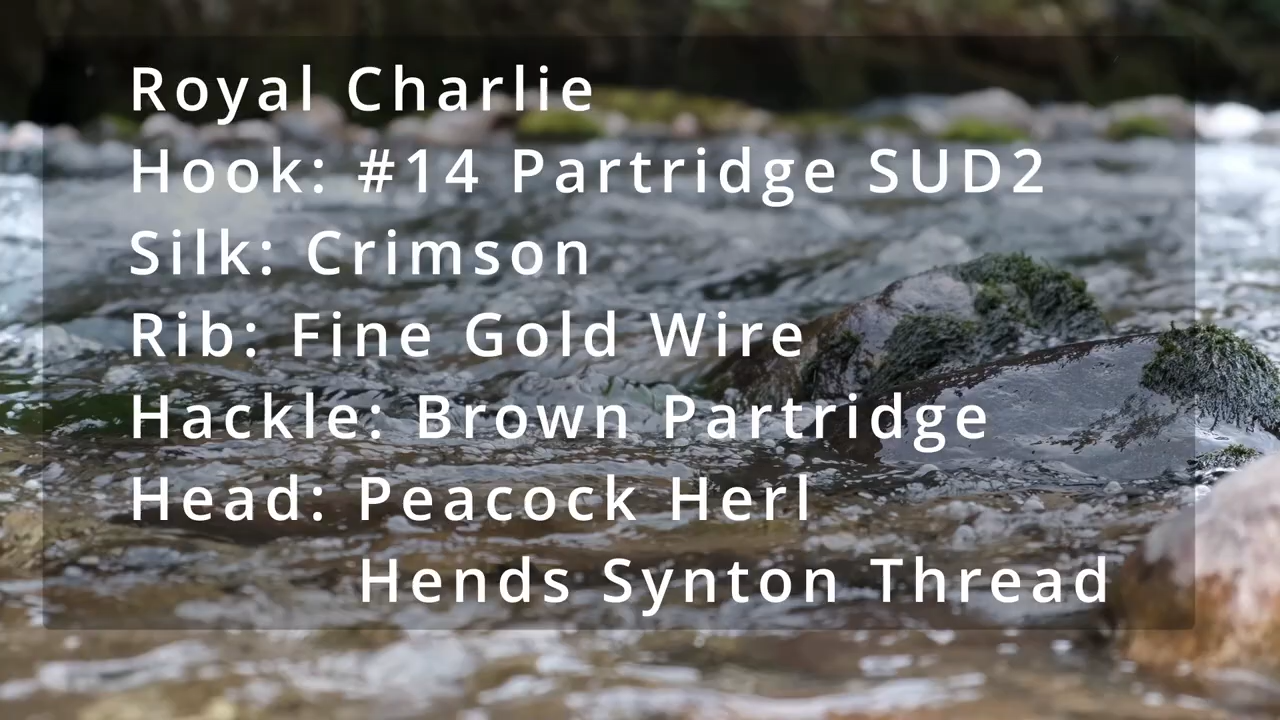 Royal Charlie
Hook: #14 Partridge SUD2
Silk: Crimson
Rib: Fine Gold Wire
Hackle: Brown Partridge
Head: Peacock Herl
Hends Synton Thread